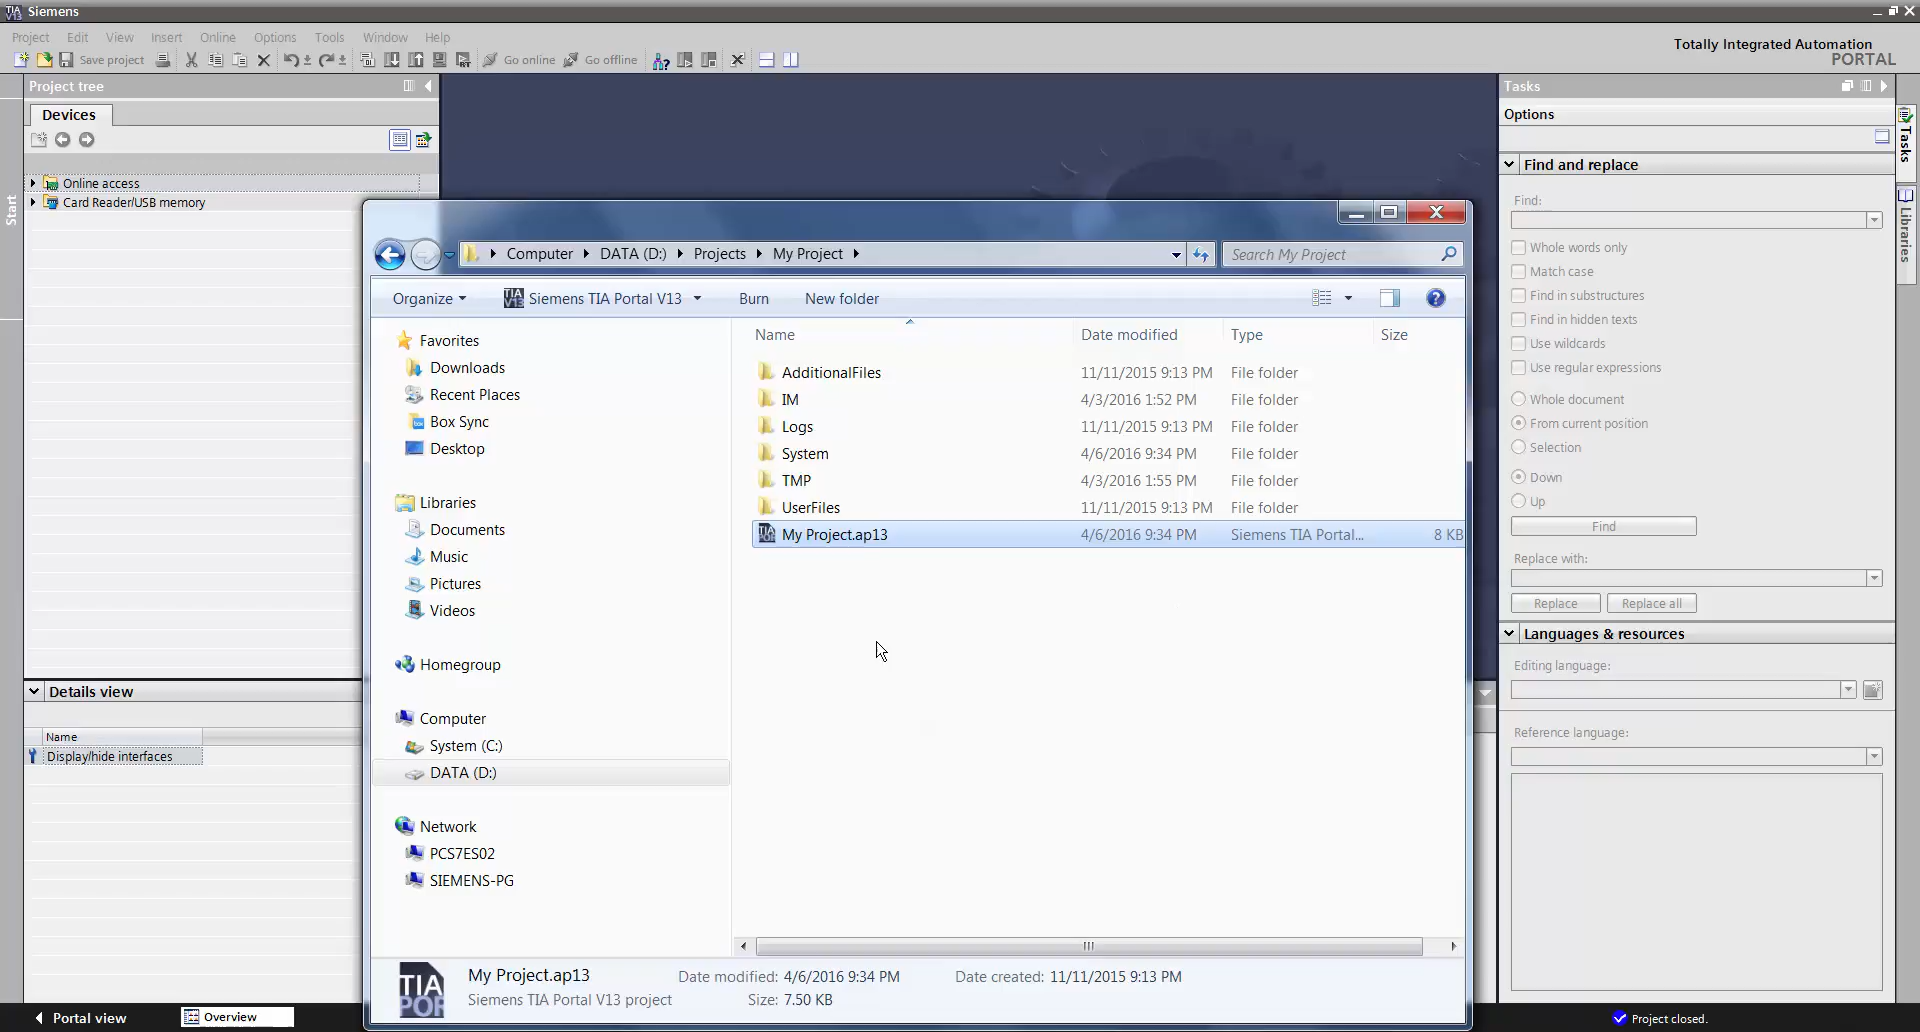 Siemens
Project Edit View Insert Online Options Tools Window Help
Save project Go online Go offline
Totally Integrated Automation
PORTAL
Project tree
Devices
Online access
Card Reader/USB memory
Start
Details view
Name
Display/hide interfaces
Portal view
Overview
Computer DATA (D:) Projects My Project
Search My Project
Organize Siemens TIA Portal V13 Burn New folder
Favorites
Downloads
Recent Places
Box Sync
Desktop
Libraries
Documents
Music
Pictures
Videos
Homegroup
Computer
System (C:)
DATA (D:)
Network
PCS7ES02
SIEMENS-PG
Name Date modified Type Size
AdditionalFiles 11/11/2015 9:13 PM File folder
IM 4/3/2016 1:52 PM File folder
Logs 11/11/2015 9:13 PM File folder
System 4/6/2016 9:34 PM File folder
TMP 4/3/2016 1:55 PM File folder
UserFiles 11/11/2015 9:13 PM File folder
My Project.ap13 4/6/2016 9:34 PM Siemens TIA Portal... 8 KB
My Project.ap13 Date modified: 4/6/2016 9:34 PM Date created: 11/11/2015 9:13 PM
Siemens TIA Portal V13 project Size: 7.50 KB
Tasks
Options
Find and replace
Find:
Whole words only
Match case
Find in substructures
Find in hidden texts
Use wildcards
Use regular expressions
Whole document
From current position
Selection
Down
Up
Find
Replace with:
Replace Replace all
Languages & resources
Editing language:
Reference language:
Tasks
Libraries
Project closed.